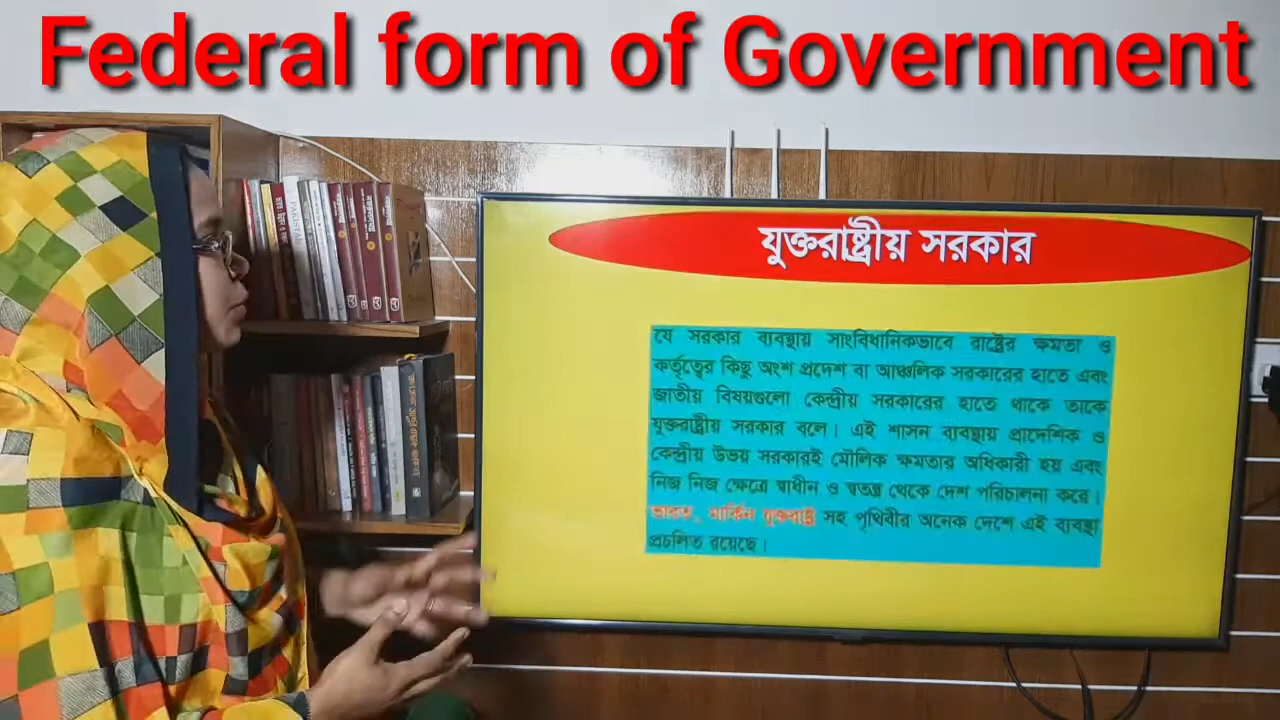 Federal form of Government
যুক্তরাষ্ট্রীয় সরকার
যে সরকার ব্যবস্থায় সাংবিধানিকভাবে রাষ্ট্রের ক্ষমতা ও
কর্তৃত্বের কিছু অংশ প্রদেশ বা আঞ্চলিক সরকারের হাতে এবং
জাতীয় বিষয়গুলো কেন্দ্রীয় সরকারের হাতে থাকে তাকে
যুক্তরাষ্ট্রীয় সরকার বলে। এই শাসন ব্যবস্থায় প্রাদেশিক ও
কেন্দ্রীয় উভয় সরকারই মৌলিক ক্ষমতার অধিকারী হয় এবং
নিজ নিজ ক্ষেত্রে স্বাধীন ও স্বতন্ত্র থেকে দেশ পরিচালনা করে।
ভারত, মার্কিন যুক্তরাষ্ট্র সহ পৃথিবীর অনেক দেশে এই ব্যবস্থা
প্রচলিত রয়েছে।